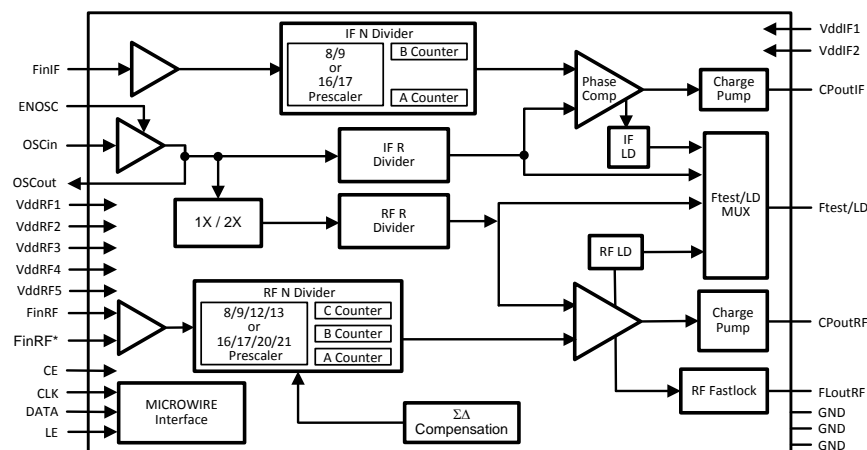 IF N Divider
8/9
or
16/17
Prescaler
B Counter
A Counter
FinIF
ENOSC
OSCin
OSCout
VddRF1
VddRF2
VddRF3
VddRF4
VddRF5
FinRF
FinRF*
CE
CLK
DATA
LE
Phase
Comp
Charge
Pump
IF
LD
IF R
Divider
1X / 2X
RF R
Divider
Ftest/LD
MUX
RF LD
RF N Divider
8/9/12/13
or
16/17/20/21
Prescaler
C Counter
B Counter
A Counter
Charge
Pump
RF Fastlock
MICROWIRE
Interface
ΣΔ
Compensation
VddIF1
VddIF2
CPoutIF
Ftest/LD
CPoutRF
FLoutRF
GND
GND
GND